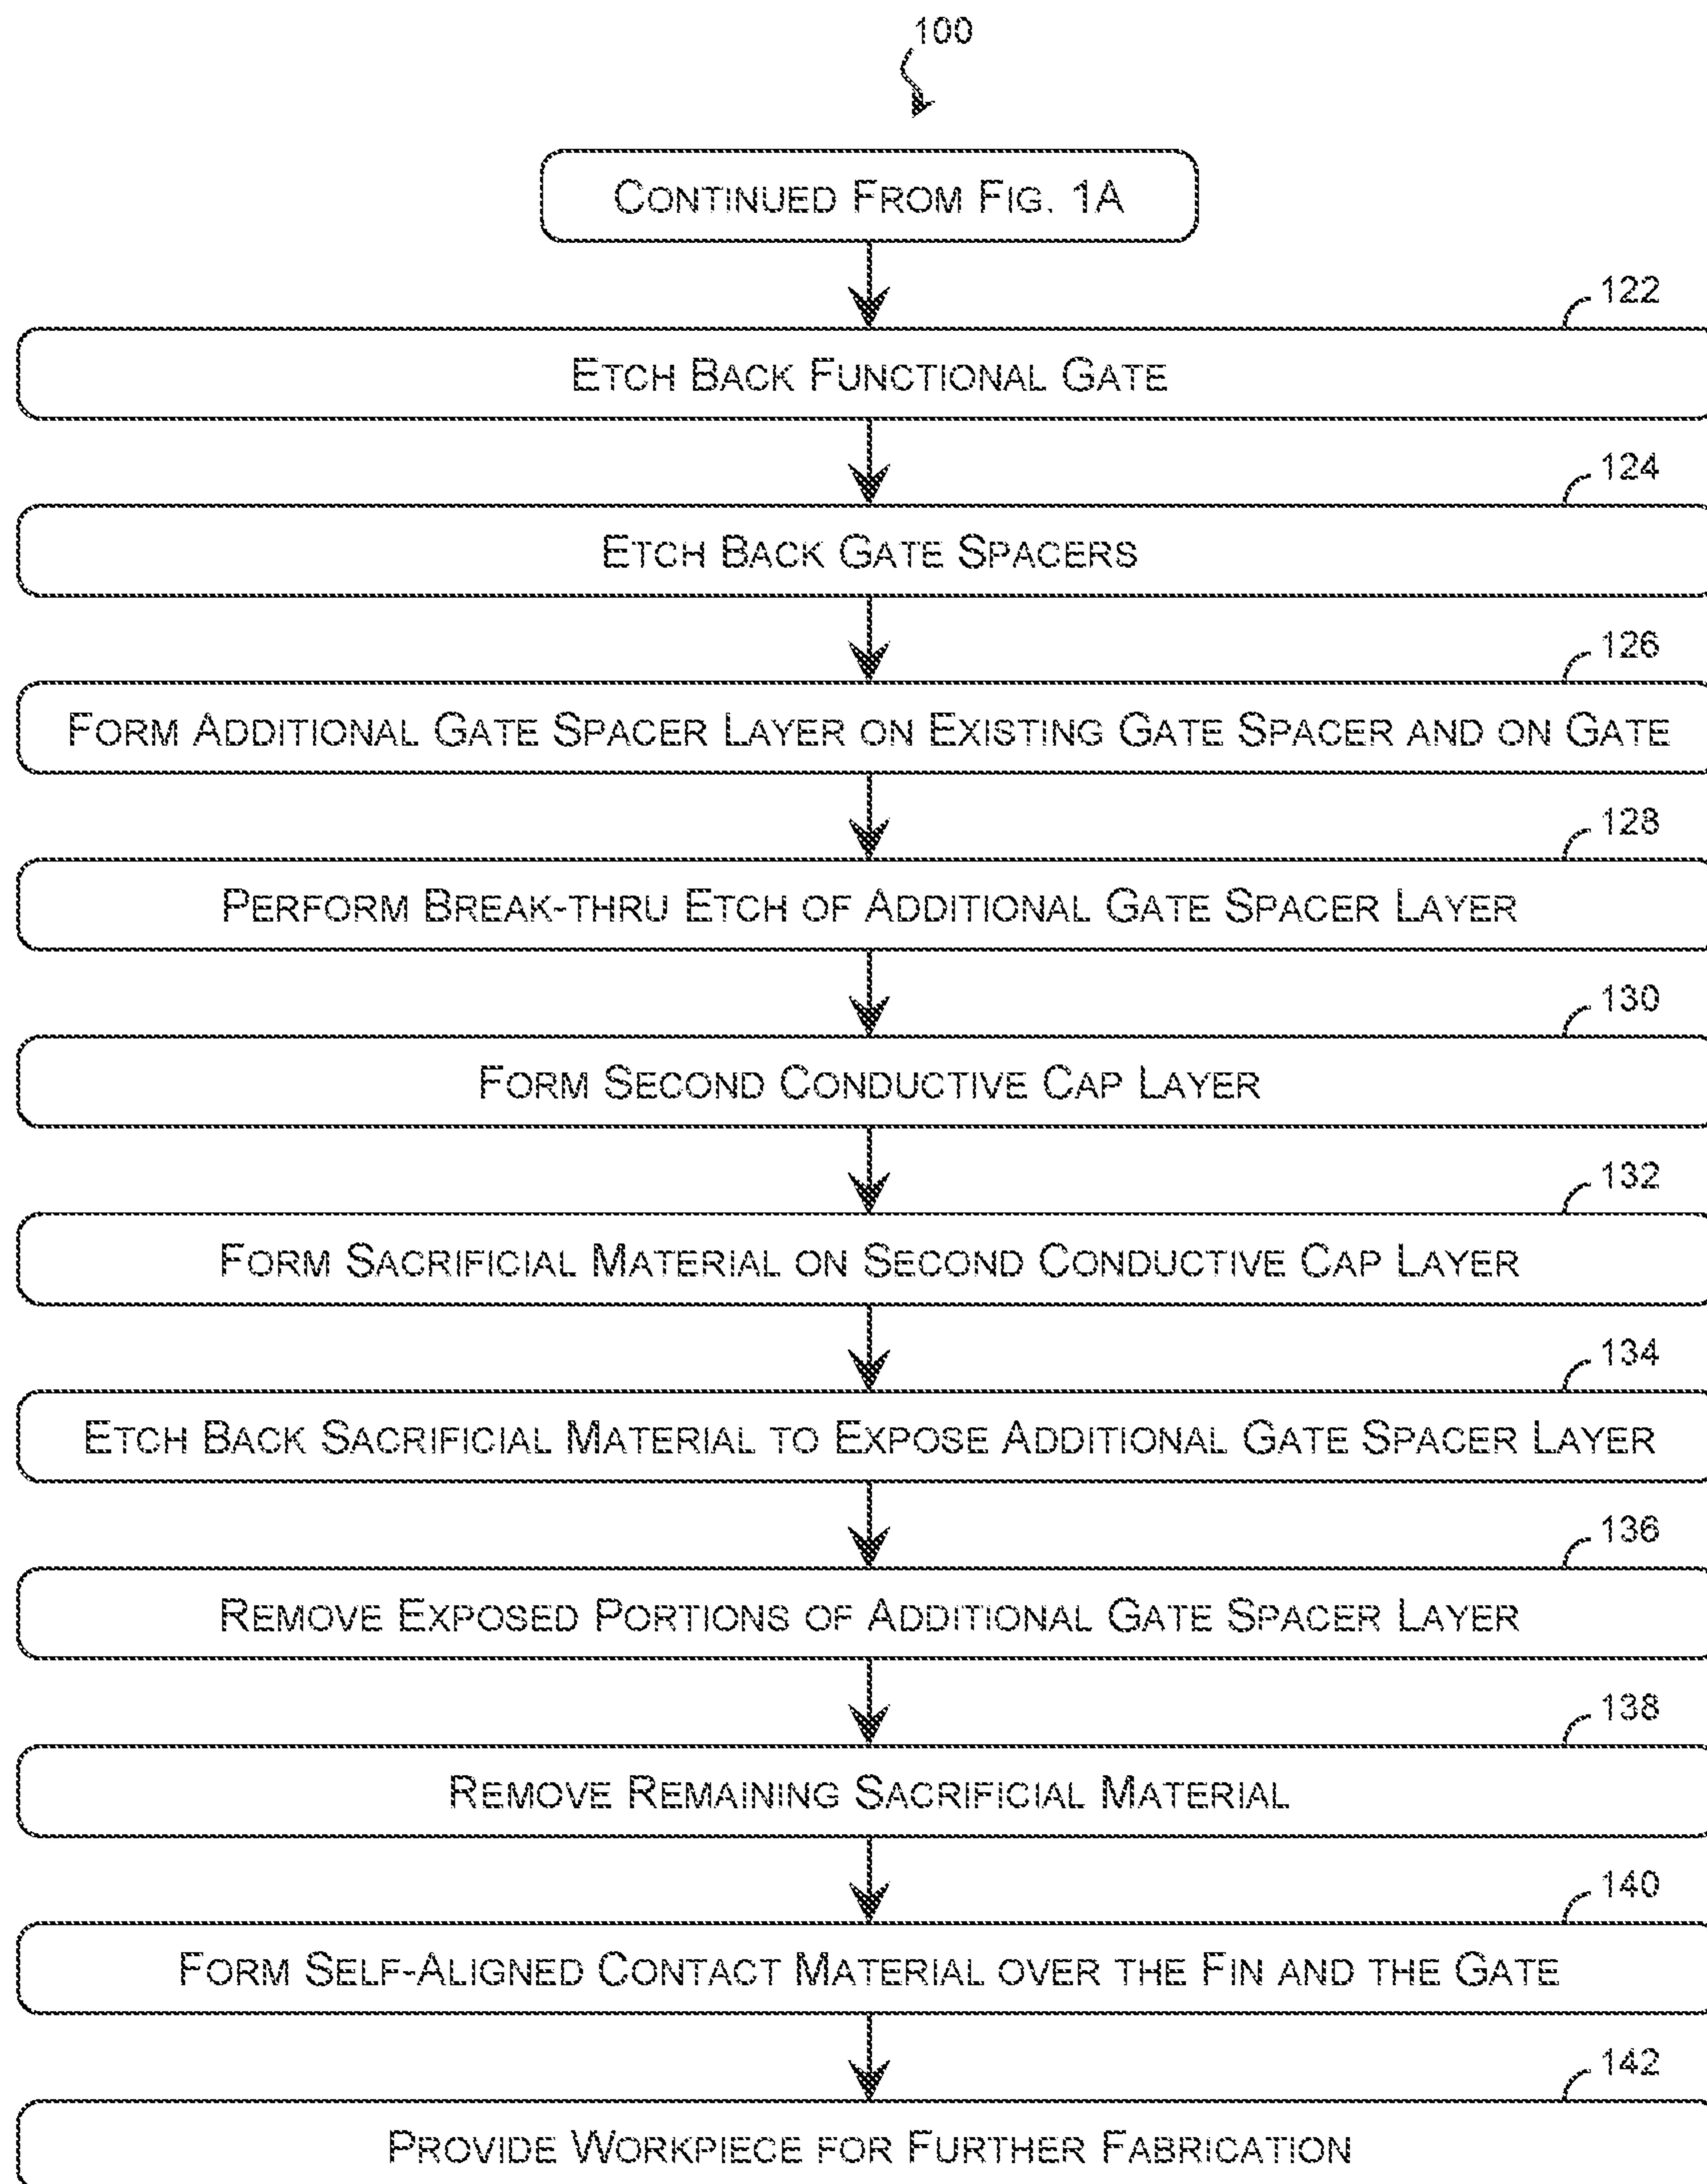 100
CONTINUED FROM FIG. 1A
122
ETCH BACK FUNCTIONAL GATE
124
ETCH BACK GATE SPACERS
126
FORM ADDITIONAL GATE SPACER LAYER ON EXISTING GATE SPACER AND ON GATE
128
PERFORM BREAK-THRU ETCH OF ADDITIONAL GATE SPACER LAYER
130
FORM SECOND CONDUCTIVE CAP LAYER
132
FORM SACRIFICIAL MATERIAL ON SECOND CONDUCTIVE CAP LAYER
134
ETCH BACK SACRIFICIAL MATERIAL TO EXPOSE ADDITIONAL GATE SPACER LAYER
136
REMOVE EXPOSED PORTIONS OF ADDITIONAL GATE SPACER LAYER
138
REMOVE REMAINING SACRIFICIAL MATERIAL
140
FORM SELF-ALIGNED CONTACT MATERIAL OVER THE FIN AND THE GATE
142
PROVIDE WORKPIECE FOR FURTHER FABRICATION